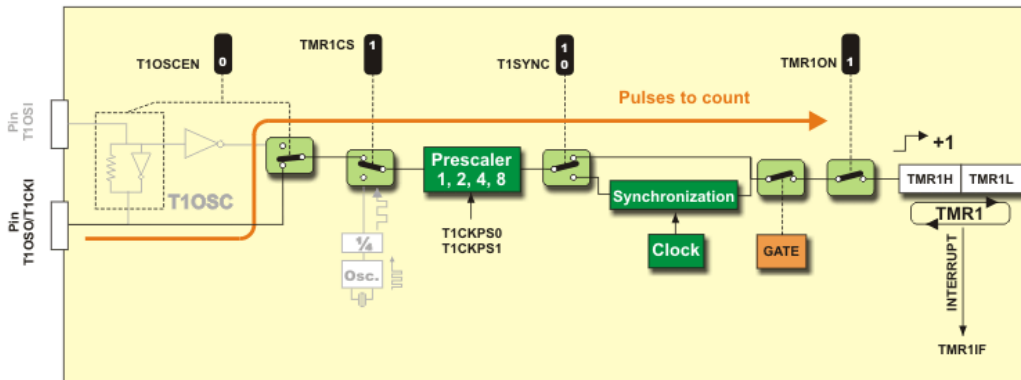 T1OSCEN
0
TMR1CS
1
T1SYNC
1
0
TMR1ON
1
Pulses to count
Pin
T1OSI
T1OSC
Prescaler
1, 2, 4, 8
+1
TMR1H
TMR1L
Synchronization
Pin
T1OSO/T1CKI
T1CKPS0
T1CKPS1
TMR1
¼
Clock
GATE
Osc.
INTERRUPT
TMR1IF